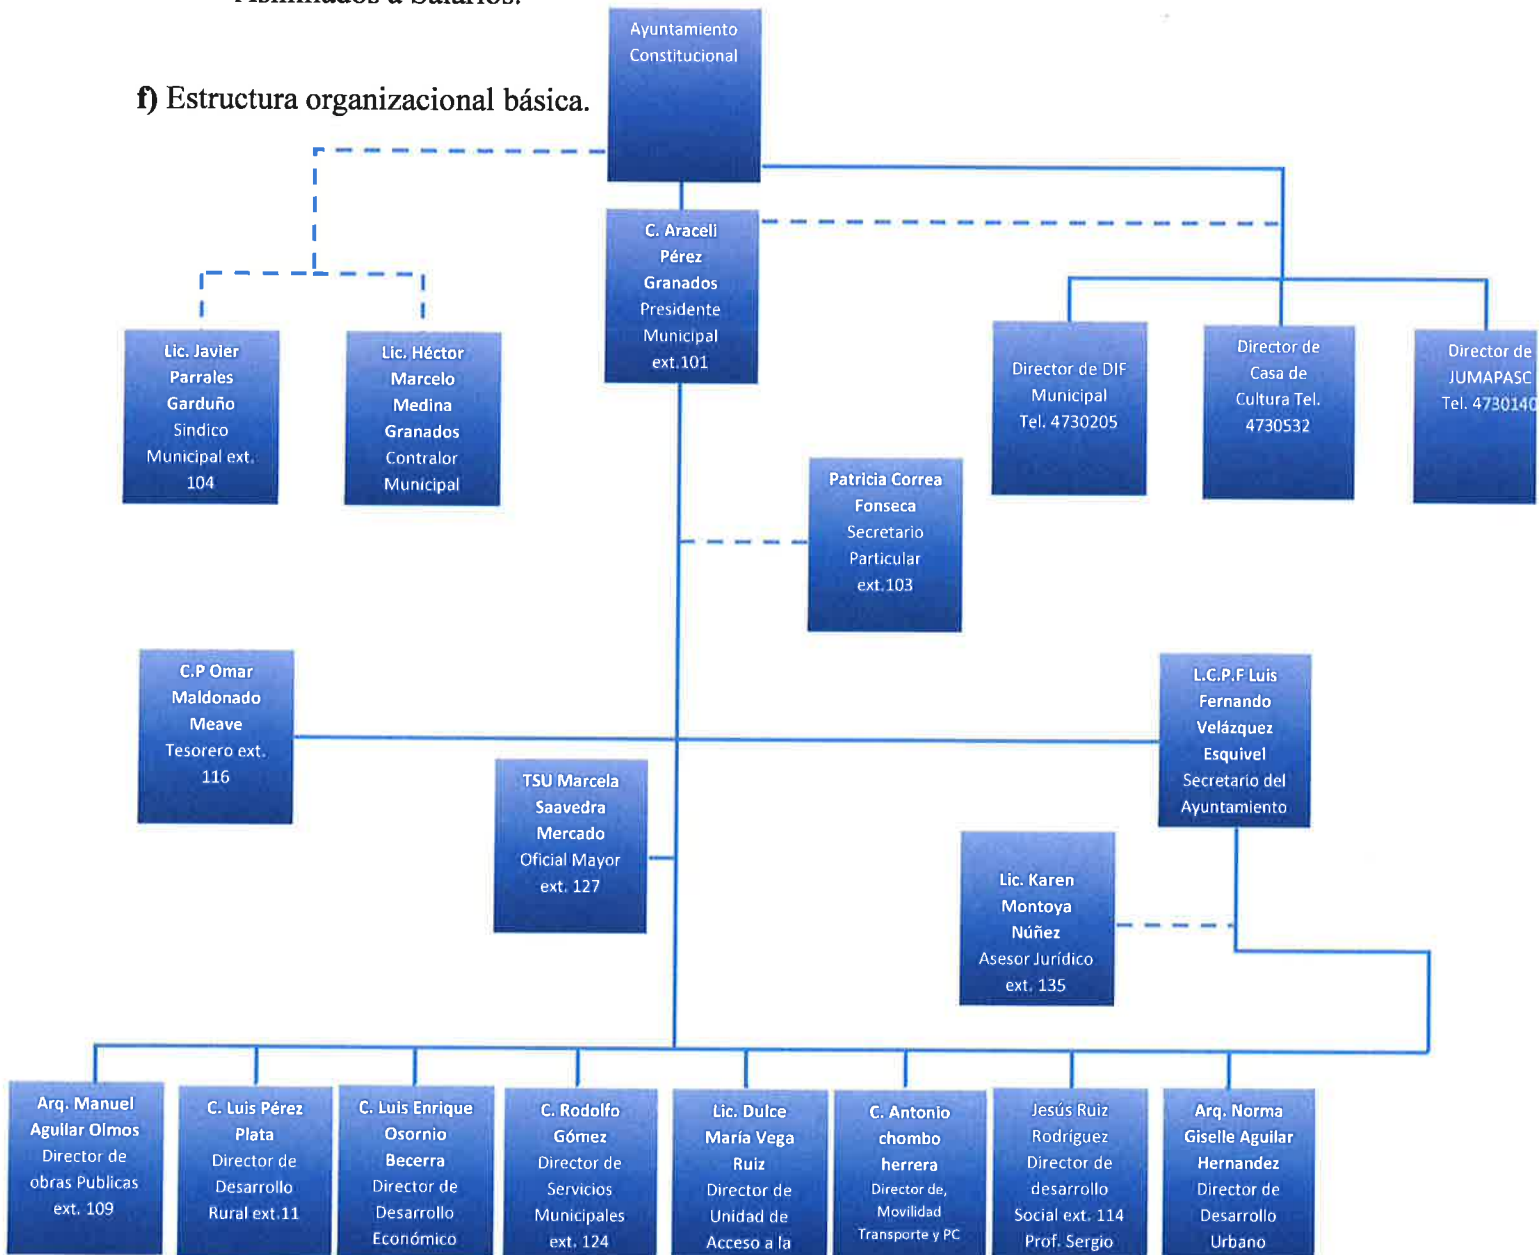 Asimilados a Salarios.
Ayuntamiento
Constitucional
f) Estructura organizacional básica.
C. Araceli
Pérez
Granados
Presidente
Municipal
ext.101
Lic. Javier
Parrales
Garduño
Sindico
Municipal ext.
104
Lic. Héctor
Marcelo
Medina
Granados
Contralor
Municipal
Director de DIF
Municipal
Tel. 4730205
Director de
Casa de
Cultura Tel.
4730532
Director de
JUMAPASC
Tel. 4730140
Patricia Correa
Fonseca
Secretario
Particular
ext.103
C.P Omar
Maldonado
Meave
Tesorero ext.
116
L.C.P.F Luis
Fernando
Velázquez
Esquivel
Secretario del
Ayuntamiento
TSU Marcela
Saavedra
Mercado
Oficial Mayor
ext. 127
Lic. Karen
Montoya
Núñez
Asesor Jurídico
ext. 135
Arq. Manuel
Aguilar Olmos
Director de
obras Publicas
ext. 109
C. Luis Pérez
Plata
Director de
Desarrollo
Rural ext.11
C. Luis Enrique
Osornio
Becerra
Director de
Desarrollo
Económico
C. Rodolfo
Gómez
Director de
Servicios
Municipales
ext. 124
Lic. Dulce
María Vega
Ruiz
Director de
Unidad de
Acceso a la
C. Antonio
chombo
herrera
Director de,
Movilidad
Transporte y PC
Jesús Ruiz
Rodríguez
Director de
desarrollo
Social ext. 114
Prof. Sergio
Arq. Norma
Giselle Aguilar
Hernandez
Director de
Desarrollo
Urbano